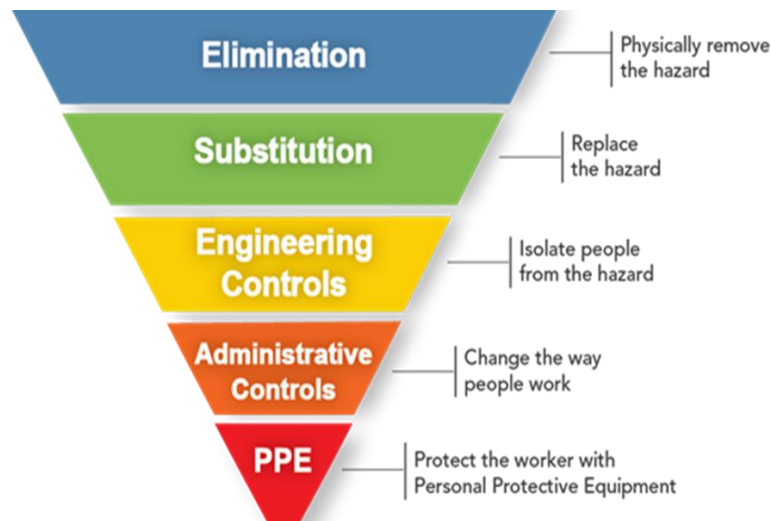 Elimination
Physically remove
the hazard
Substitution
Replace
the hazard
Engineering
Controls
Isolate people
from the hazard
Administrative
Controls
Change the way
people work
PPE
Protect the worker with
Personal Protective Equipment